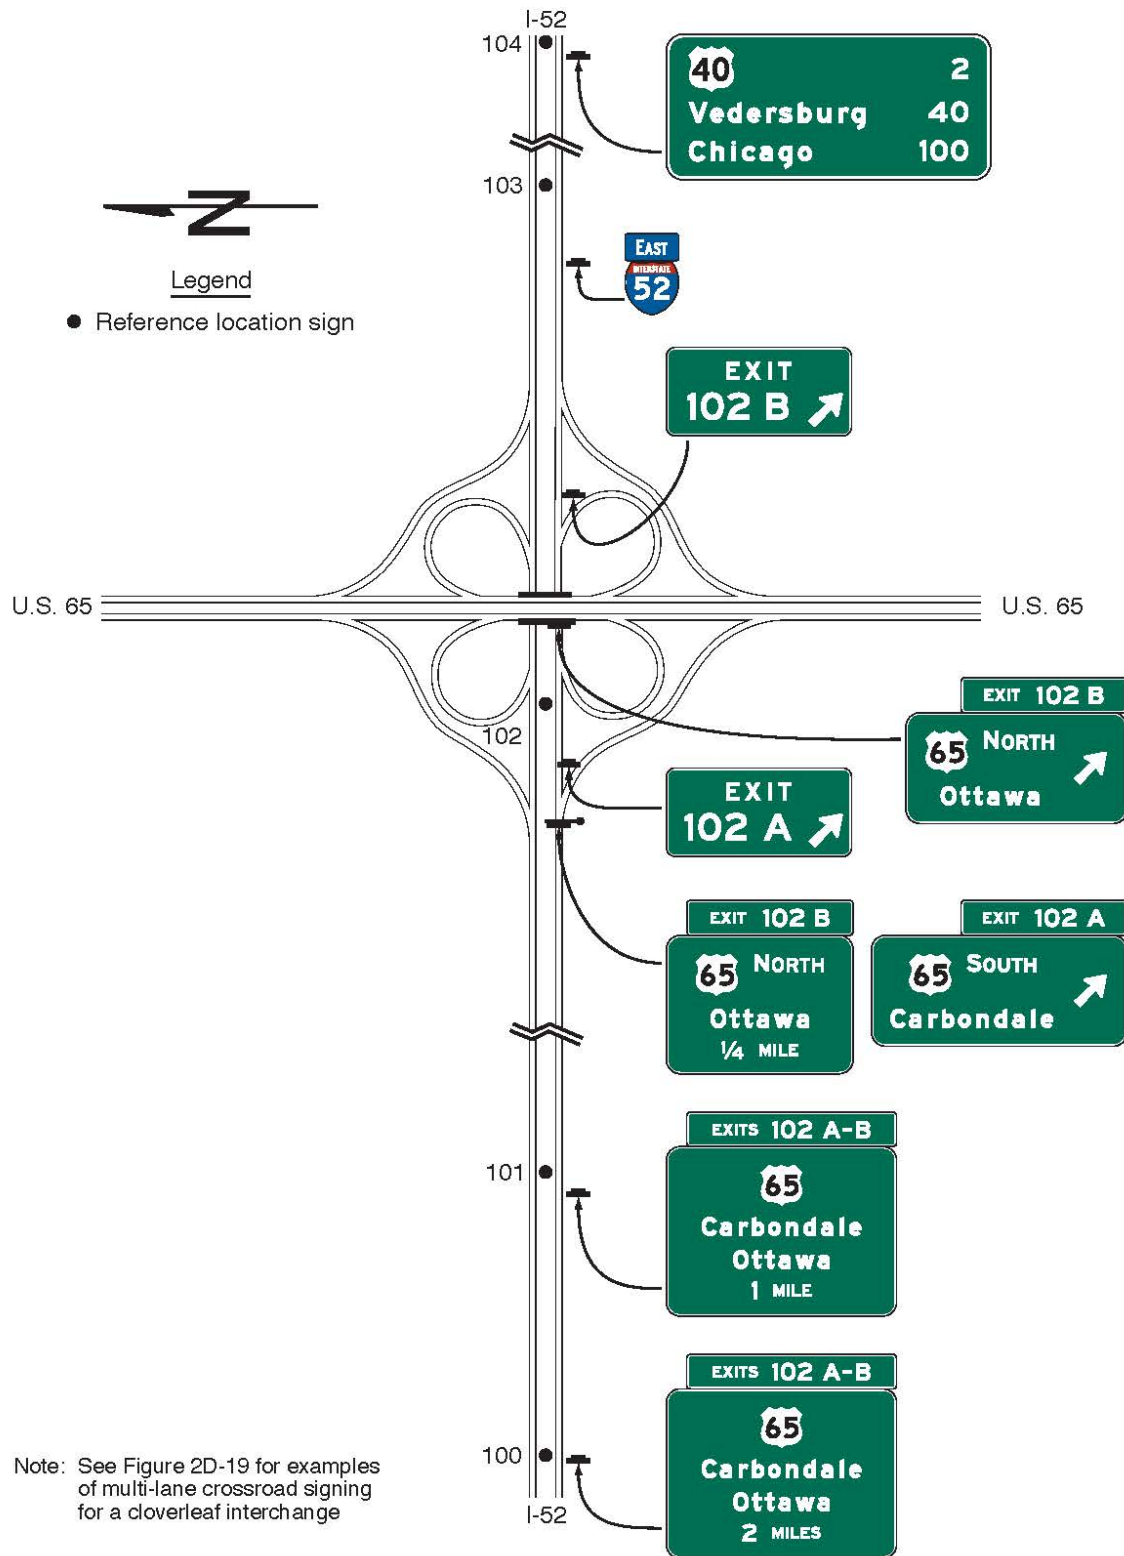 I-52
104
40 2
Vedersburg 40
Chicago 100
103
N
Legend
● Reference location sign
EAST
INTERSTATE
52
EXIT
102 B
U.S. 65
U.S. 65
EXIT 102 B
65 NORTH
Ottawa
102
EXIT
102 A
EXIT 102 B
65 NORTH
Ottawa
1/4 MILE
EXIT 102 A
65 SOUTH
Carbondale
101
EXITS 102 A-B
65
Carbondale
Ottawa
1 MILE
EXITS 102 A-B
65
Carbondale
Ottawa
2 MILES
100
I-52
Note: See Figure 2D-19 for examples
of multi-lane crossroad signing
for a cloverleaf interchange